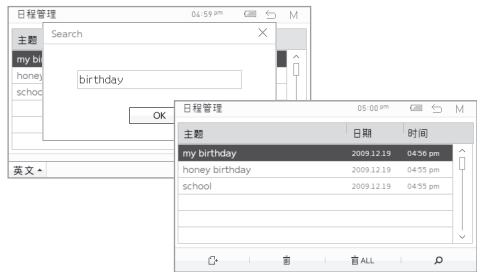 日程管理 04:59 pm M
Search
主题
my bi
honey
schoo
birthday
OK
英文
日程管理 05:00 pm M
主题 日期 时间
my birthday 2009.12.19 04:56 pm
honey birthday 2009.12.19 04:55 pm
school 2009.12.19 04:55 pm
ALL